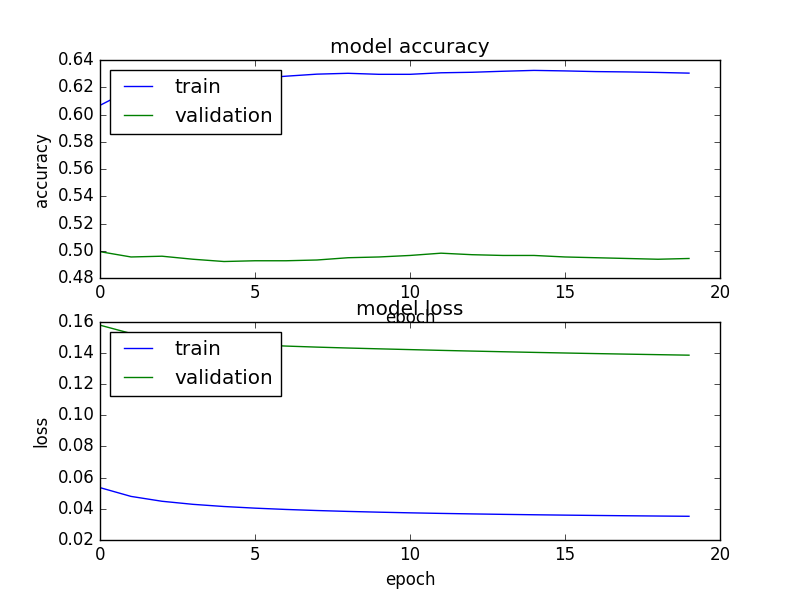 model accuracy
0.64
0.62
0.60
0.58
0.56
0.54
0.52
0.50
0.48
accuracy
train
validation
0 5 10 15 20
epoch
model loss
0.16
0.14
0.12
0.10
0.08
0.06
0.04
0.02
loss
train
validation
0 5 10 15 20
epoch